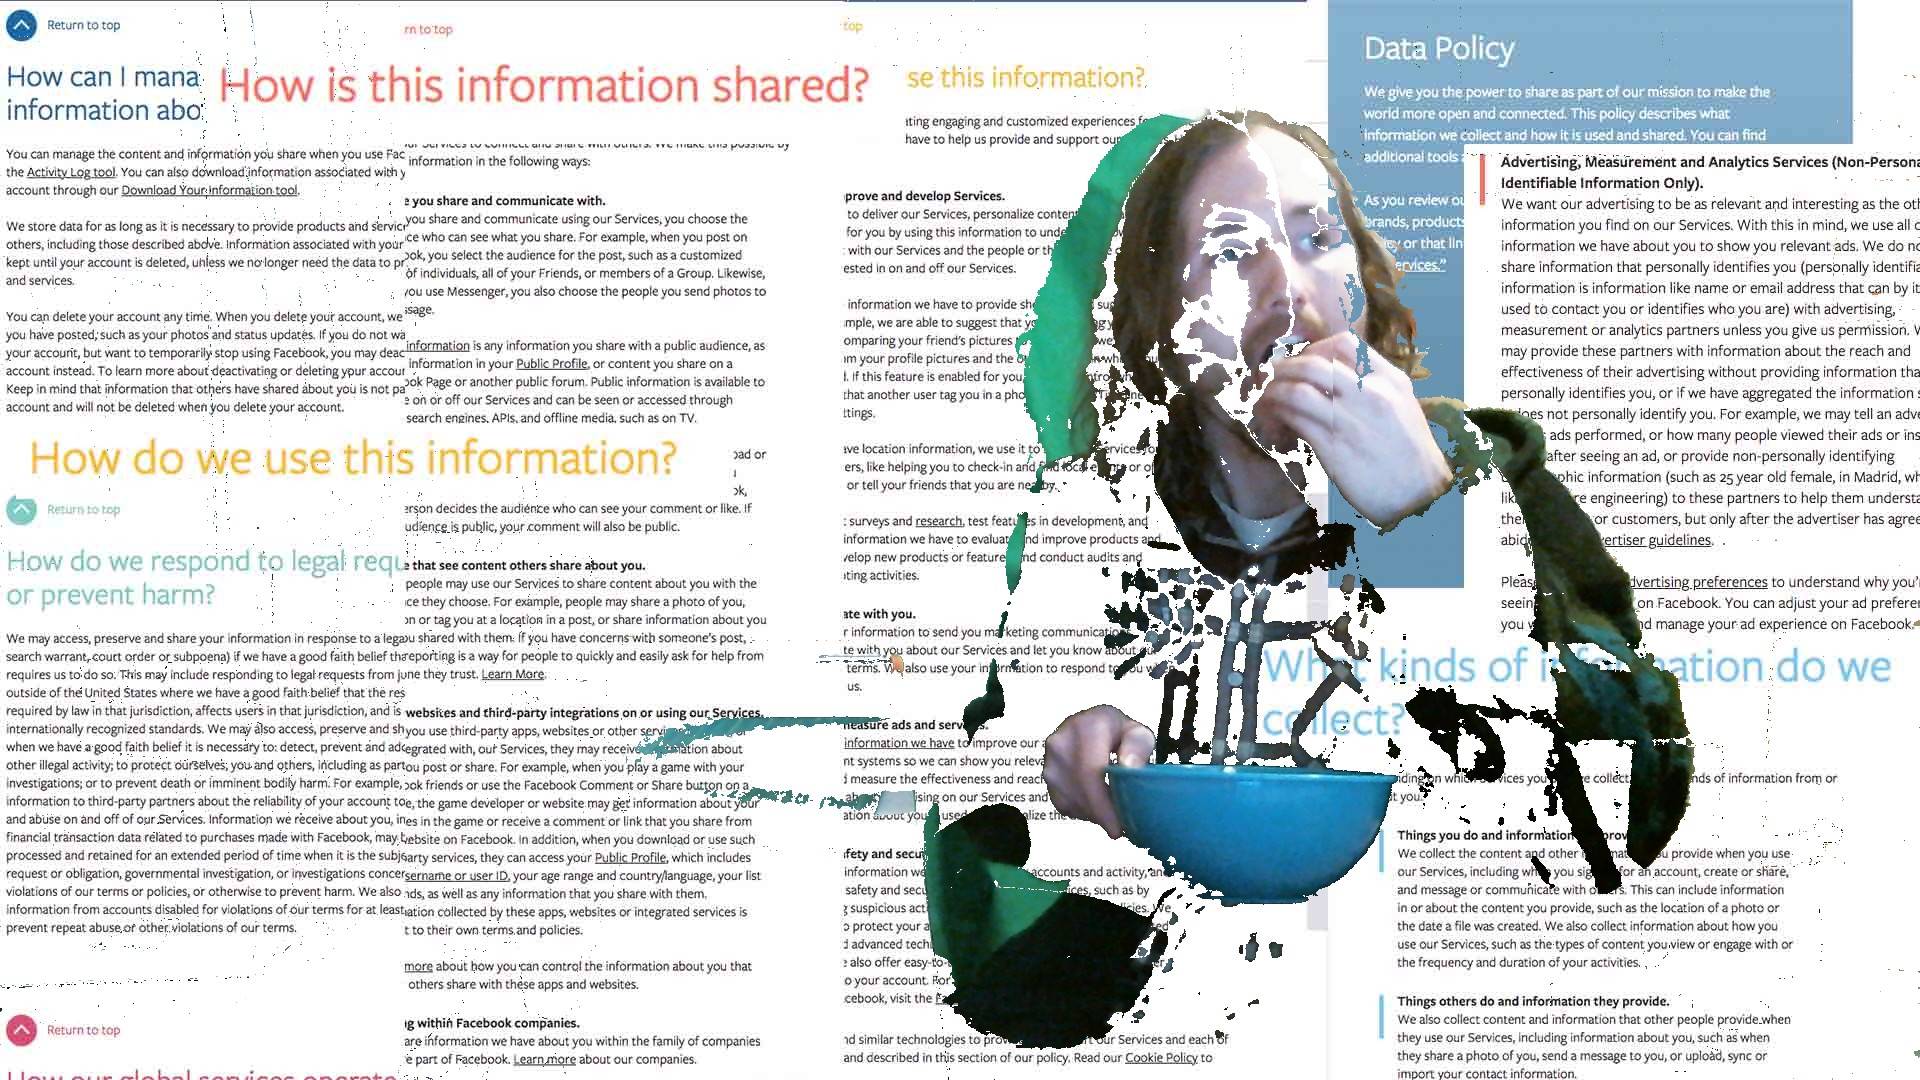 Return to top
How can I mana
information abo
You can manage the content and information you share when you use Fac
the Activity Log tool. You can also download information associated with y
account through our Download Your Information tool.
We store data for as long as it is necessary to provide products and servic
others, including those described above. Information associated with your
kept until your account is deleted, unless we no longer need the data to pr
and services.
You can delete your account any time. When you delete your account, we
you have posted, such as your photos and status updates. If you do not wa
your account, but want to temporarily stop using Facebook, you may deac
account instead. To learn more about deactivating or deleting your accour
Keep in mind that information that others have shared about you is not pa
account and will not be deleted when you delete your account.
How do we use this information?
Return to top
How do we respond to legal requ
or prevent harm?
We may access, preserve and share your information in response to a lega
search warrant, court order or subpoena) if we have a good faith belief th
requires us to do so. This may include responding to legal requests from j
outside of the United States where we have a good faith belief that the res
required by law in that jurisdiction, affects users in that jurisdiction, and is
internationally recognized standards. We may also access, preserve and sh
when we have a good faith belief it is necessary to: detect, prevent and adc
other illegal activity; to protect ourselves, you and others, including as part
investigations; or to prevent death or imminent bodily harm. For example,
information to third-party partners about the reliability of your account to
and abuse on and off of our Services. Information we receive about you, in
financial transaction data related to purchases made with Facebook, may
processed and retained for an extended period of time when it is the subje
request or obligation, governmental investigation, or investigations concer
violations of our terms or policies, or otherwise to prevent harm. We also
information from accounts disabled for violations of our terms for at least
prevent repeat abuse or other violations of our terms.
Return to top
How our global services operate
rn to top
How is this information shared?
our Services to connect and share with others. We make this possible by
information in the following ways:
e you share and communicate with.
you share and communicate using our Services, you choose the
ce who can see what you share. For example, when you post on
ook, you select the audience for the post, such as a customized
of individuals, all of your Friends, or members of a Group. Likewise,
you use Messenger, you also choose the people you send photos to
ssage.
information is any information you share with a public audience, as
information in your Public Profile, or content you share on a
ok Page or another public forum. Public information is available to
e on or off our Services and can be seen or accessed through
search engines, APIs, and offline media, such as on TV.
oad or
ok,
erson decides the audience who can see your comment or like. If
udience is public, your comment will also be public.
e that see content others share about you.
people may use our Services to share content about you with the
ce they choose. For example, people may share a photo of you,
on or tag you at a location in a post, or share information about you
ou shared with them. If you have concerns with someone's post,
reporting is a way for people to quickly and easily ask for help from
ne they trust. Learn More.
websites and third-party integrations on or using our Services.
you use third-party apps, websites or other serv
egrated with, our Services, they may receive information about
ou post or share. For example, when you play a game with your
ok friends or use the Facebook Comment or Share button on a
e, the game developer or website may get information about your
es in the game or receive a comment or link that you share from
ebsite on Facebook. In addition, when you download or use such
arty services, they can access your Public Profile, which includes
sername or user ID, your age range and country/language, your list
nds, as well as any information that you share with them.
ation collected by these apps, websites or integrated services is
t to their own terms and policies.
more about how you can control the information about you that
others share with these apps and websites.
g within Facebook companies.
are information we have about you within the family of companies
e part of Facebook. Learn more about our companies.
top
se this information?
ating engaging and customized experiences f
have to help us provide and support our
prove and develop Services.
to deliver our Services, personalize conten
for you by using this information to unde
with our Services and the people or th
ested in on and off our Services.
information we have to provide sh
mple, we are able to suggest that y
omparing your friend's pictures
m your profile pictures and the o
. If this feature is enabled for you
that another user tag you in a pho
ttings.
ave location information, we use it to
ers, like helping you to check-in and find local
or tell your friends that you are nearby.
surveys and research, test features in development, and
information we have to evaluate and improve products and
velop new products or features and conduct audits and
oting activities.
ate with you.
r information to send you marketing communications
te with you about our Services and let you know about our
terms. We also use your information to respond to you w
us.
easure ads and services.
information we have to improve our
nt systems so we can show you releva
d measure the effectiveness and reac
safety and secu
accounts and activity, and
suspicious act
o protect your a
d advanced tech
e also offer easy-to-
o your account. For
cebook, visit the
nd similar technologies to provide
our Services and each of
and described in this section of our policy. Read our Cookie Policy to
Data Policy
We give you the power to share as part of our mission to make the
world more open and connected. This policy describes what
information we collect and how it is used and shared. You can find
additional tools
As you review ou
brands, products
or that lin
ervices."
Advertising, Measurement and Analytics Services (Non-Persona
Identifiable Information Only).
We want our advertising to be as relevant and interesting as the oth
information you find on our Services. With this in mind, we use all o
information we have about you to show you relevant ads. We do no
share information that personally identifies you (personally identifia
information is information like name or email address that can by it
used to contact you or identifies who you are) with advertising,
measurement or analytics partners unless you give us permission. W
may provide these partners with information about the reach and
effectiveness of their advertising without providing information tha
personally identifies you, or if we have aggregated the information s
does not personally identify you. For example, we may tell an adve
ads performed, or how many people viewed their ads or ins
after seeing an ad, or provide non-personally identifying
phic information (such as 25 year old female, in Madrid, wh
re engineering) to these partners to help them understa
or customers, but only after the advertiser has agree
vertiser guidelines.
dvertising preferences to understand why you'r
on Facebook. You can adjust your ad preferen
nd manage your ad experience on Facebook.
What kinds of information do we
collect?
nds of information from or
Things you do and information
We collect the content and other information you provide when you use
our Services, including when you sign for an account, create or share,
and message or communicate with others. This can include information
in or about the content you provide, such as the location of a photo or
the date a file was created. We also collect information about how you
use our Services, such as the types of content you view or engage with or
the frequency and duration of your activities.
Things others do and information they provide.
We also collect content and information that other people provide when
they use our Services, including information about you, such as when
they share a photo of you, send a message to you, or upload, sync or
import your contact information.